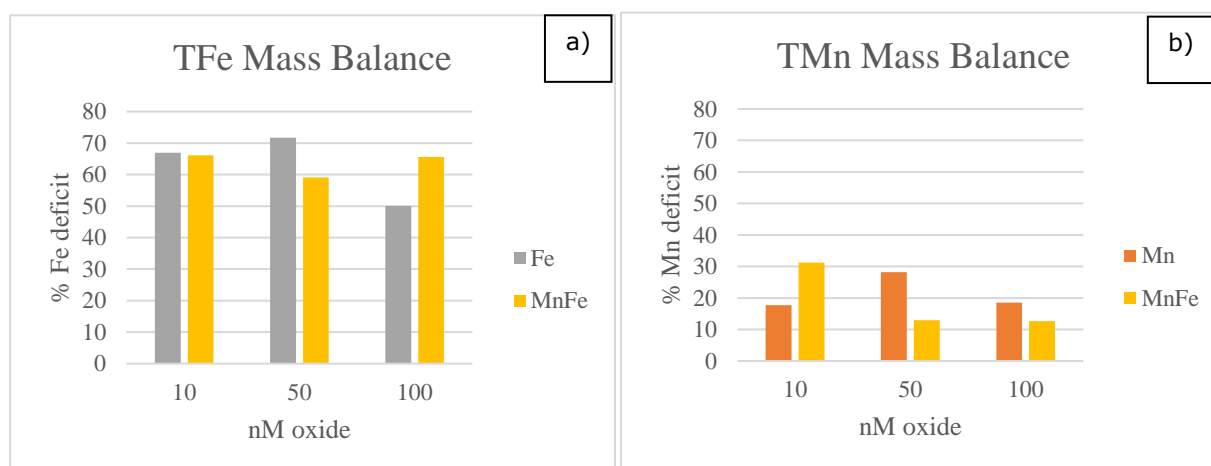 TFe Mass Balance
a)
80
70
60
50
40
30
20
10
0
% Fe deficit
10 50 100
nM oxide
Fe
MnFe
TMn Mass Balance
b)
80
70
60
50
40
30
20
10
0
% Mn deficit
10 50 100
nM oxide
Mn
MnFe